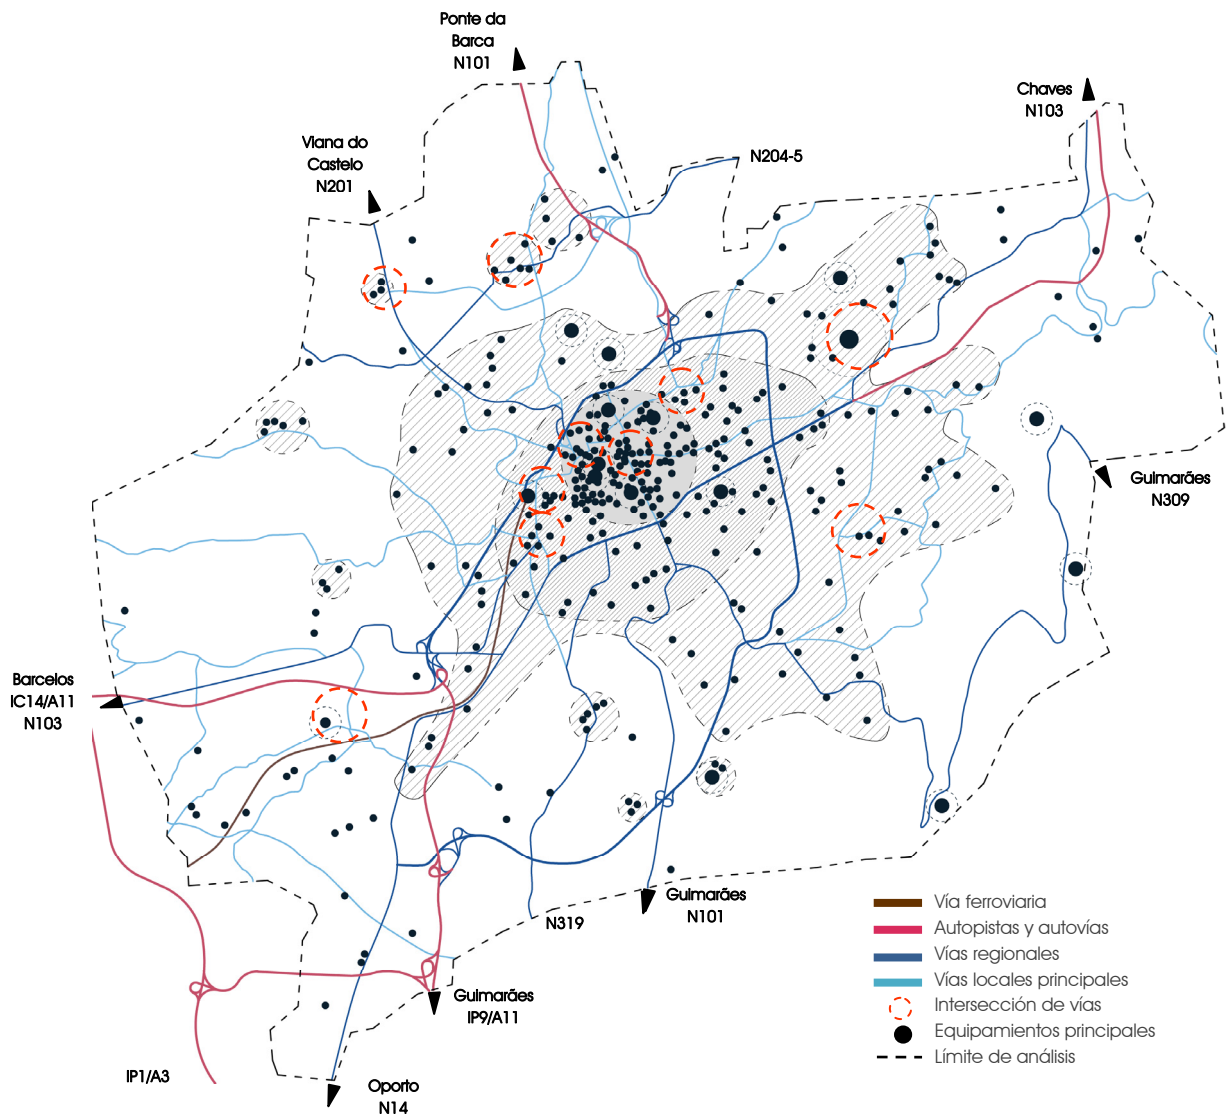 Ponte da
Barca
N101
Chaves
N103
Viana do
Castelo
N201
N204-5
Guimarães
N309
Barcelos
IC14/A11
N103
Guimarães
N101
N319
Guimarães
IP9/A11
IP1/A3
Oporto
N14
Vía ferroviaria
Autopistas y autovías
Vías regionales
Vías locales principales
Intersección de vías
Equipamientos principales
Límite de análisis